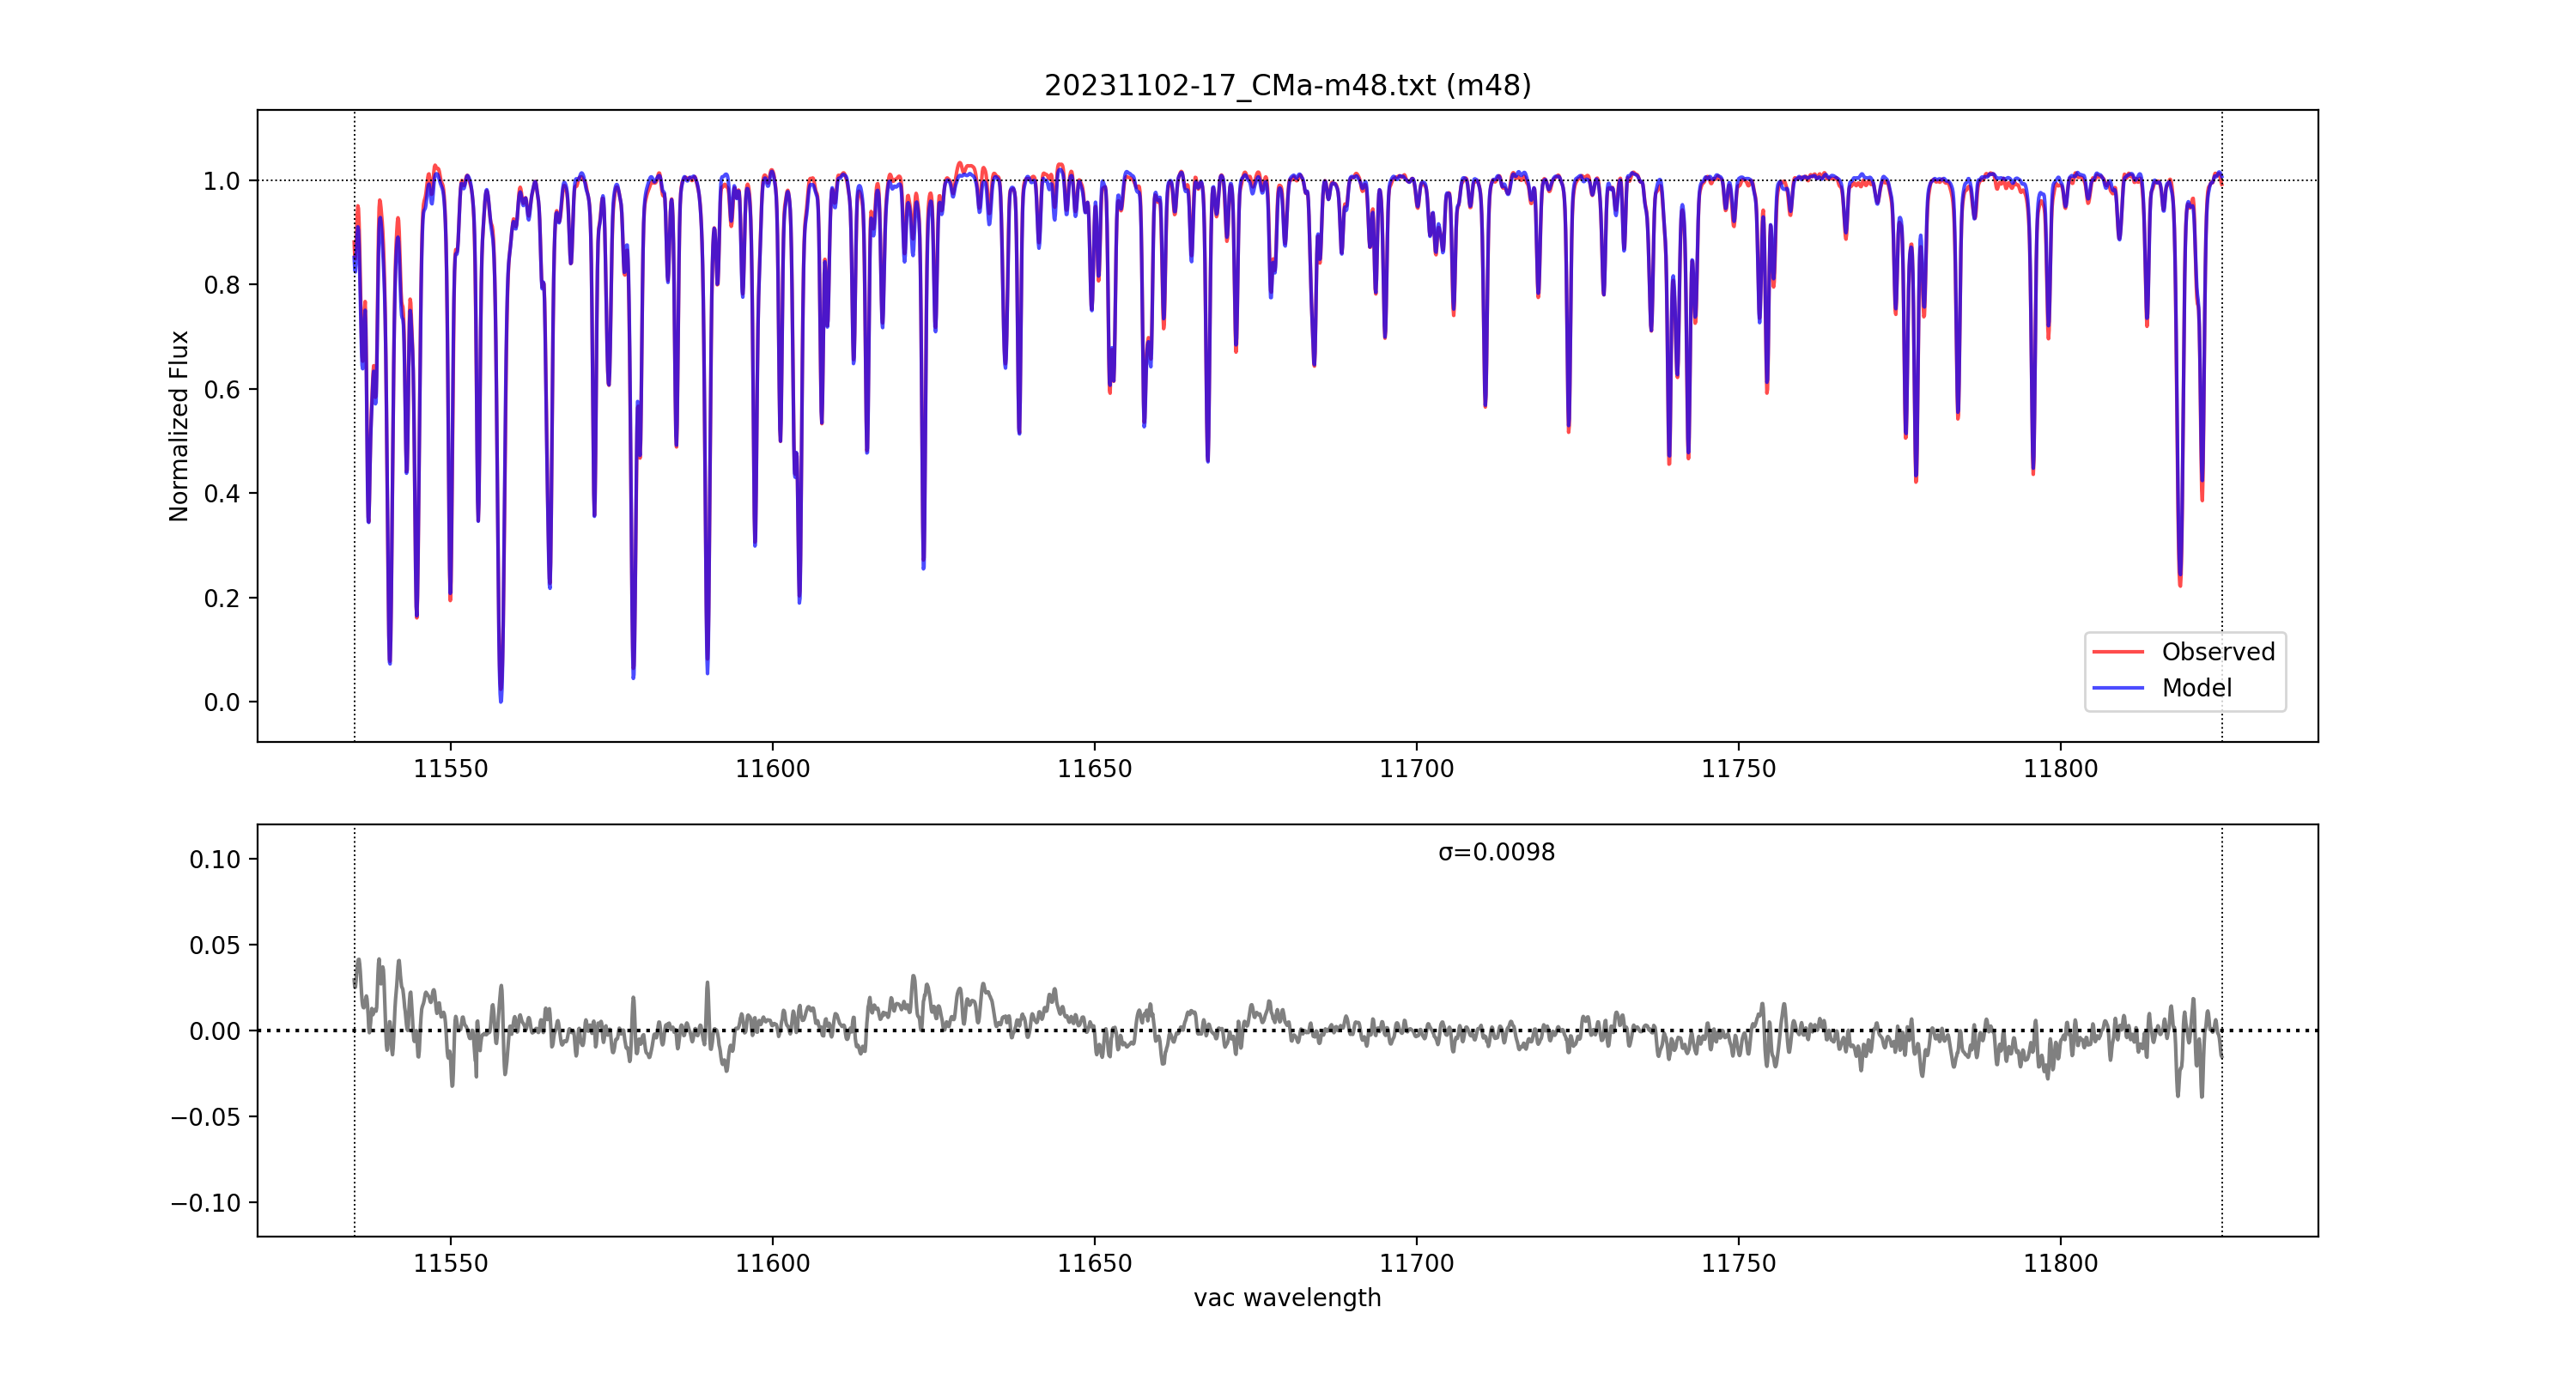 20231102-17_CMa-m48.txt (m48)
Normalized Flux
1.0
0.8
0.6
0.4
0.2
0.0
Observed
Model
11550 11600 11650 11700 11750 11800
σ=0.0098
0.10
0.05
0.00
−0.05
−0.10
11550 11600 11650 11700 11750 11800
vac wavelength